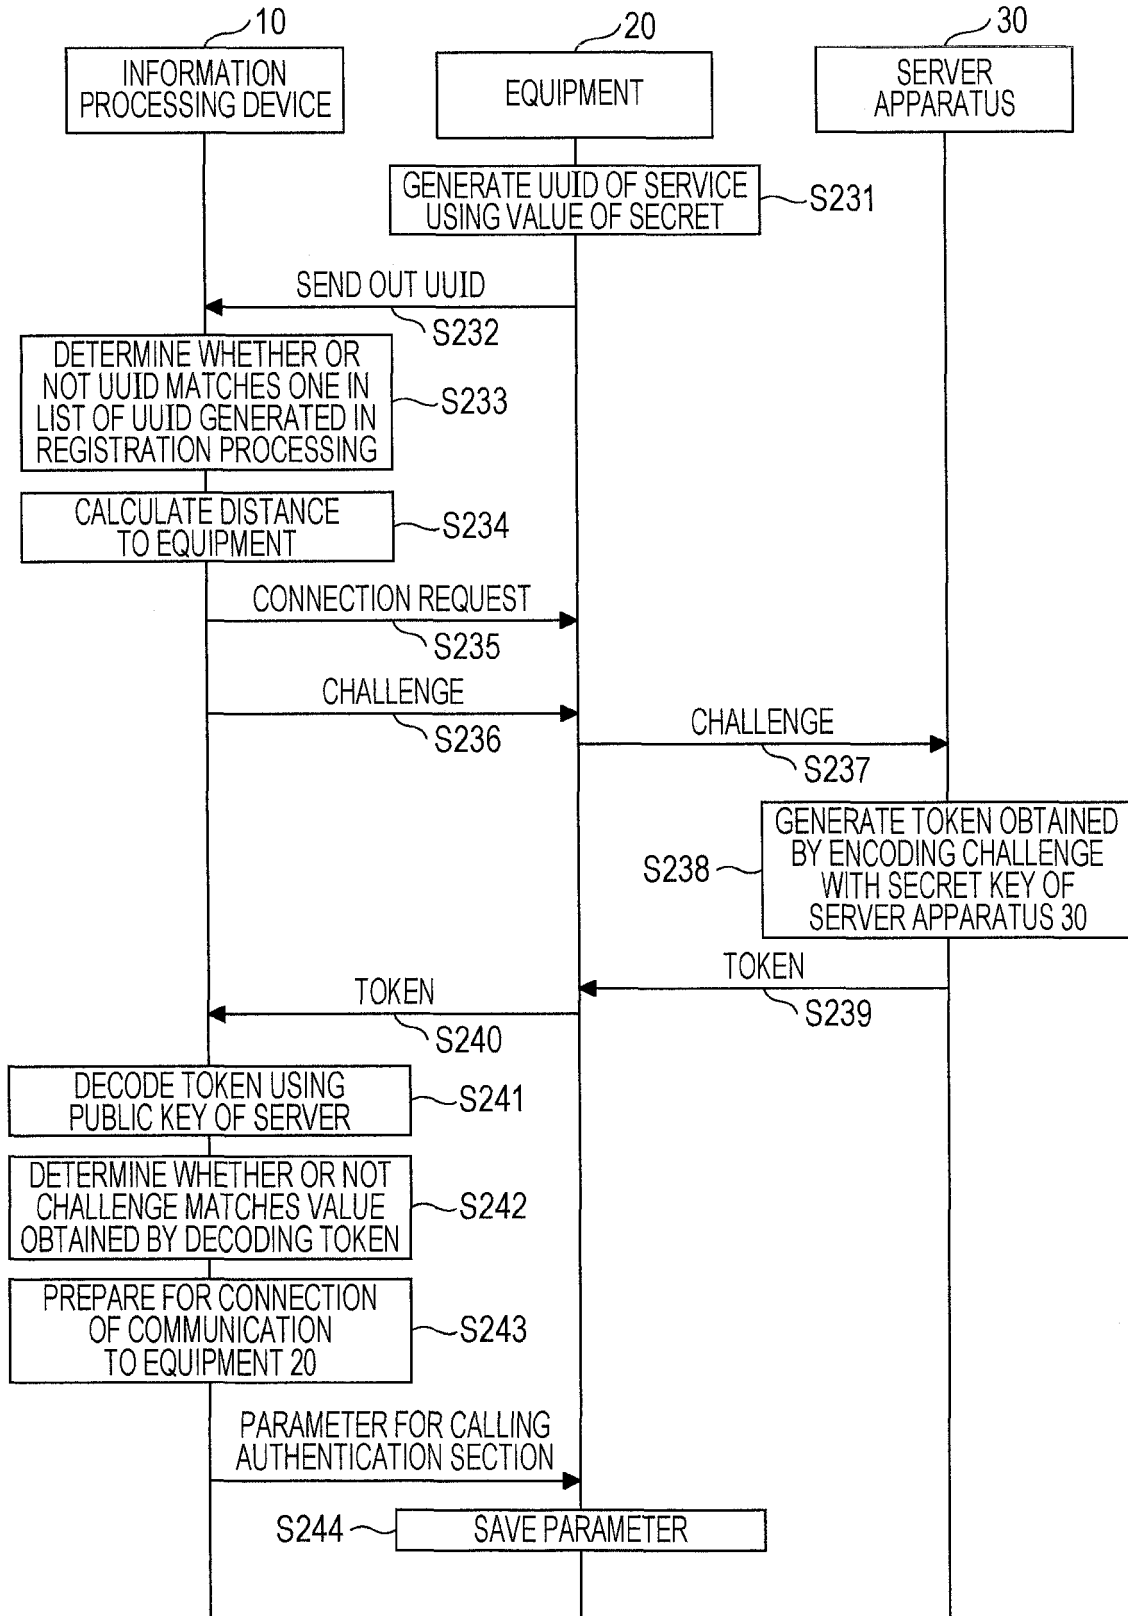 10
20
30
INFORMATION
PROCESSING DEVICE
EQUIPMENT
SERVER
APPARATUS
GENERATE UUID OF SERVICE
USING VALUE OF SECRET
S231
SEND OUT UUID
S232
DETERMINE WHETHER OR
NOT UUID MATCHES ONE IN
LIST OF UUID GENERATED IN
REGISTRATION PROCESSING
S233
CALCULATE DISTANCE
TO EQUIPMENT
S234
CONNECTION REQUEST
S235
CHALLENGE
S236
CHALLENGE
S237
GENERATE TOKEN OBTAINED
BY ENCODING CHALLENGE
WITH SECRET KEY OF
SERVER APPARATUS 30
S238
TOKEN
S239
TOKEN
S240
DECODE TOKEN USING
PUBLIC KEY OF SERVER
S241
DETERMINE WHETHER OR NOT
CHALLENGE MATCHES VALUE
OBTAINED BY DECODING TOKEN
S242
PREPARE FOR CONNECTION
OF COMMUNICATION
TO EQUIPMENT 20
S243
PARAMETER FOR CALLING
AUTHENTICATION SECTION
S244
SAVE PARAMETER